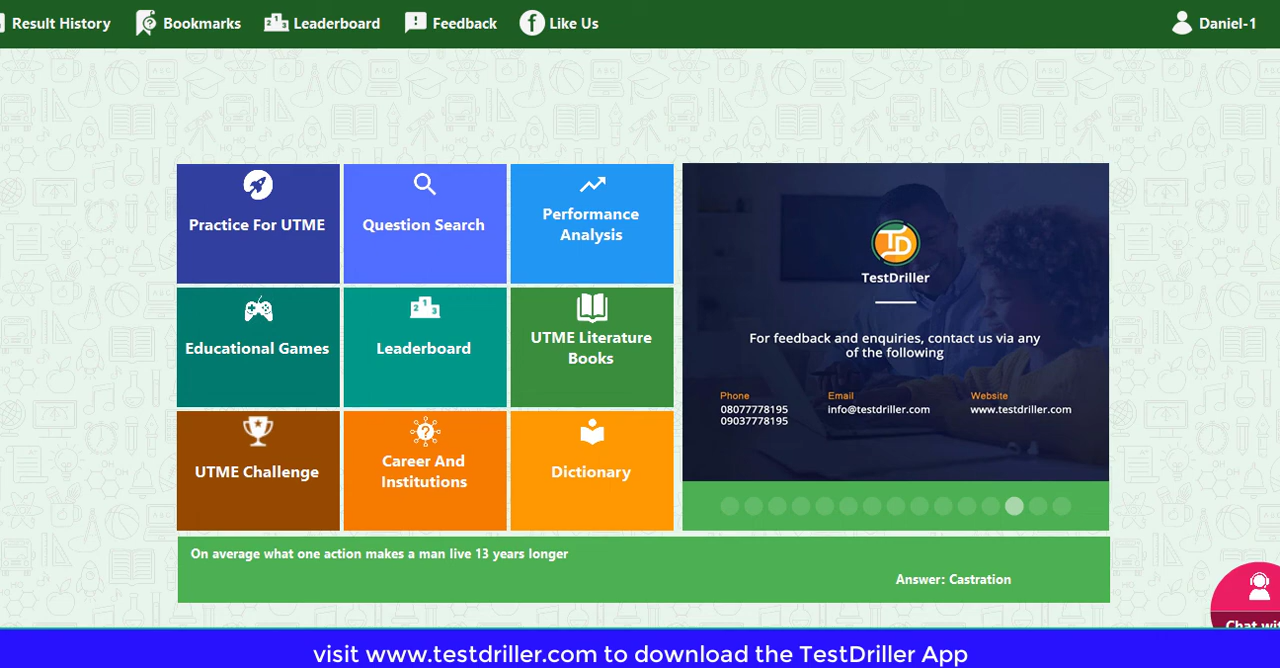 Result History
Bookmarks
Leaderboard
Feedback
Like Us
Daniel-1
Practice For UTME
Question Search
Performance
Analysis
Educational Games
Leaderboard
UTME Literature
Books
UTME Challenge
Career And
Institutions
Dictionary
TD
TestDriller
For feedback and enquiries, contact us via any
of the following
Phone
08077778195
09037778195
Email
info@testdriller.com
Website
www.testdriller.com
On average what one action makes a man live 13 years longer
Answer: Castration
Chat wit
visit www.testdriller.com to download the TestDriller App